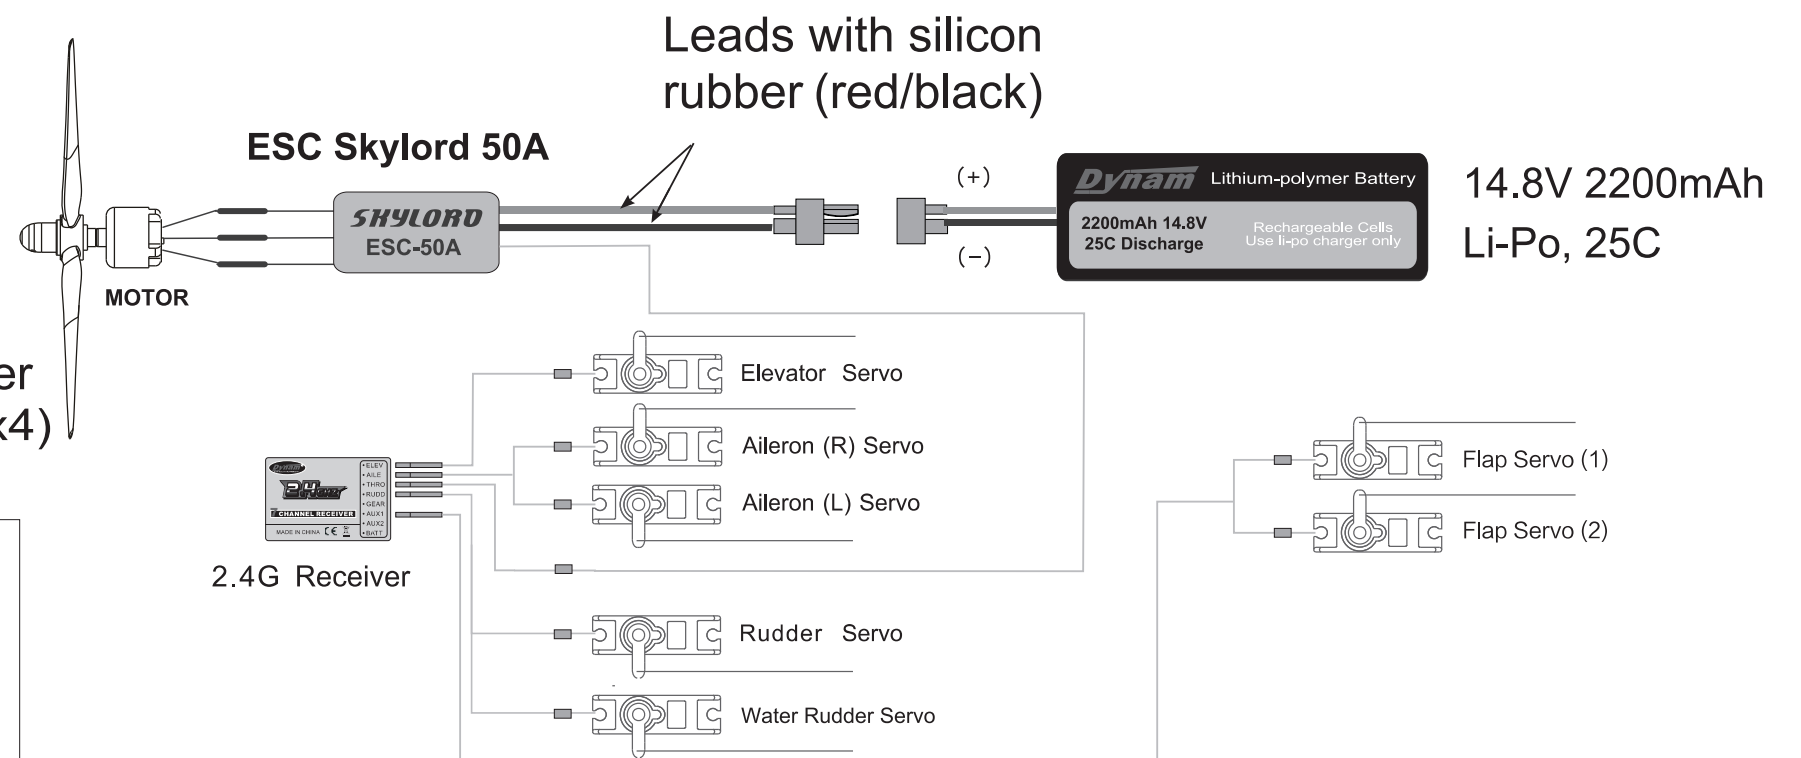 Leads with silicon
rubber (red/black)
ESC Skylord 50A
SKYLORD
ESC-50A
(+)
(−)
Dynam Lithium-polymer Battery
2200mAh 14.8V
25C Discharge
Rechargeable Cells
Use li-po charger only
14.8V 2200mAh
Li-Po, 25C
MOTOR
er
x4)
Elevator Servo
Aileron (R) Servo
Aileron (L) Servo
Flap Servo (1)
Flap Servo (2)
Dynam
CHANNEL RECEIVER
MADE IN CHINA CE
• ELEV
• AILE
• THRO
• RUDD
• GEAR
• AUX1
• AUX2
• BATT
2.4G Receiver
Rudder Servo
Water Rudder Servo